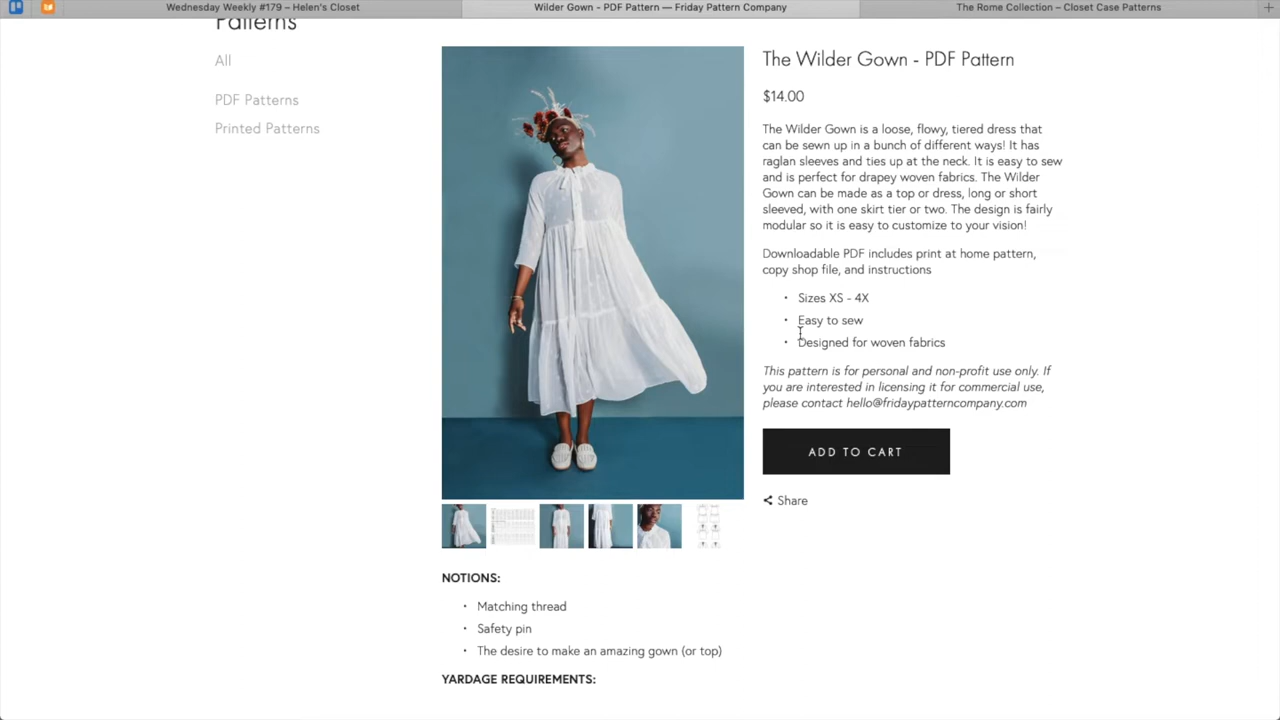 Wednesday Weekly #179 – Helen's Closet
Wilder Gown - PDF Pattern — Friday Pattern Company
The Rome Collection – Closet Case Patterns
Patterns
All
PDF Patterns
Printed Patterns
The Wilder Gown - PDF Pattern
$14.00
The Wilder Gown is a loose, flowy, tiered dress that
can be sewn up in a bunch of different ways! It has
raglan sleeves and ties up at the neck. It is easy to sew
and is perfect for drapey woven fabrics. The Wilder
Gown can be made as a top or dress, long or short
sleeved, with one skirt tier or two. The design is fairly
modular so it is easy to customize to your vision!
Downloadable PDF includes print at home pattern,
copy shop file, and instructions
• Sizes XS - 4X
• Easy to sew
• Designed for woven fabrics
This pattern is for personal and non-profit use only. If
you are interested in licensing it for commercial use,
please contact hello@fridaypatterncompany.com
ADD TO CART
Share
NOTIONS:
• Matching thread
• Safety pin
• The desire to make an amazing gown (or top)
YARDAGE REQUIREMENTS: